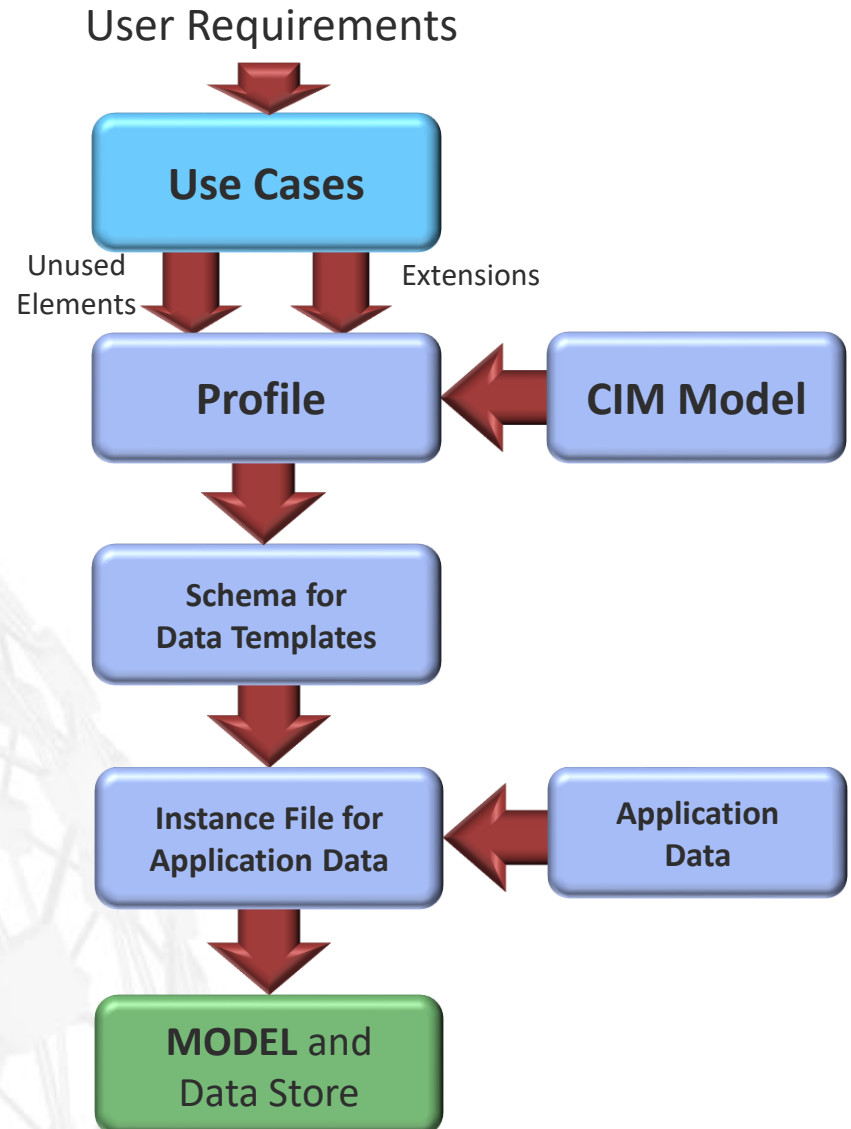 User Requirements
Use Cases
Unused
Elements
Extensions
Profile
CIM Model
Schema for
Data Templates
Instance File for
Application Data
Application
Data
MODEL and
Data Store